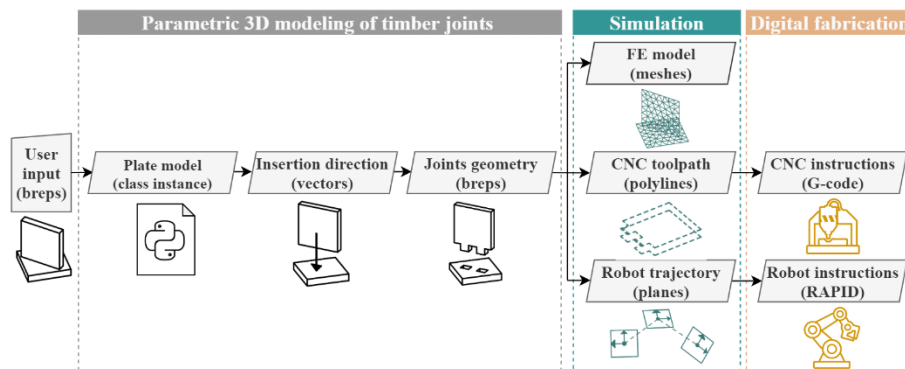 Parametric 3D modeling of timber joints
Simulation
Digital fabrication
FE model
(meshes)
User
input
(breps)
Plate model
(class instance)
Insertion direction
(vectors)
Joints geometry
(breps)
CNC toolpath
(polylines)
CNC instructions
(G-code)
Robot trajectory
(planes)
Robot instructions
(RAPID)